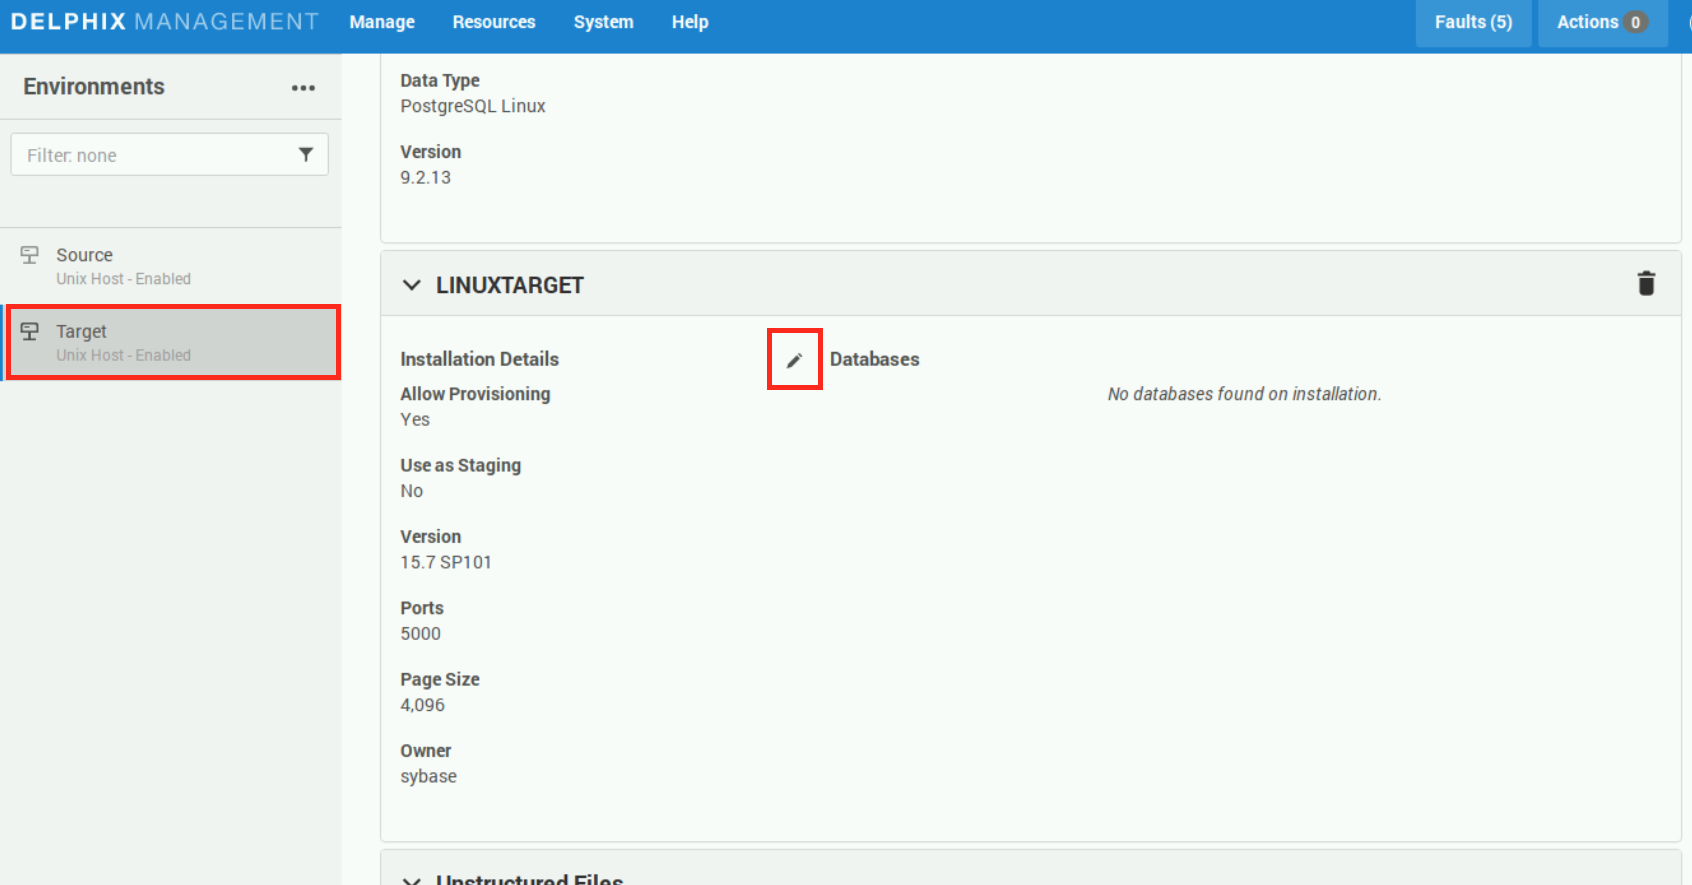 DELPHIX MANAGEMENT Manage Resources System Help Faults (5) Actions 0
Environments
Filter: none
Source
Unix Host - Enabled
Target
Unix Host - Enabled
Data Type
PostgreSQL Linux
Version
9.2.13
LINUXTARGET
Installation Details
Allow Provisioning
Yes
Use as Staging
No
Version
15.7 SP101
Ports
5000
Page Size
4,096
Owner
sybase
Databases
No databases found on installation.
Unstructured Files